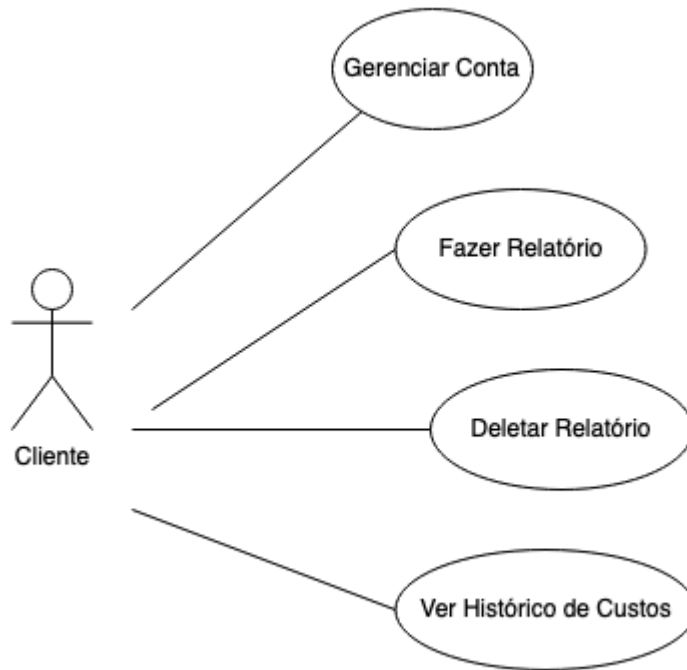 Gerenciar Conta
Fazer Relatório
Deletar Relatório
Cliente
Ver Histórico de Custos